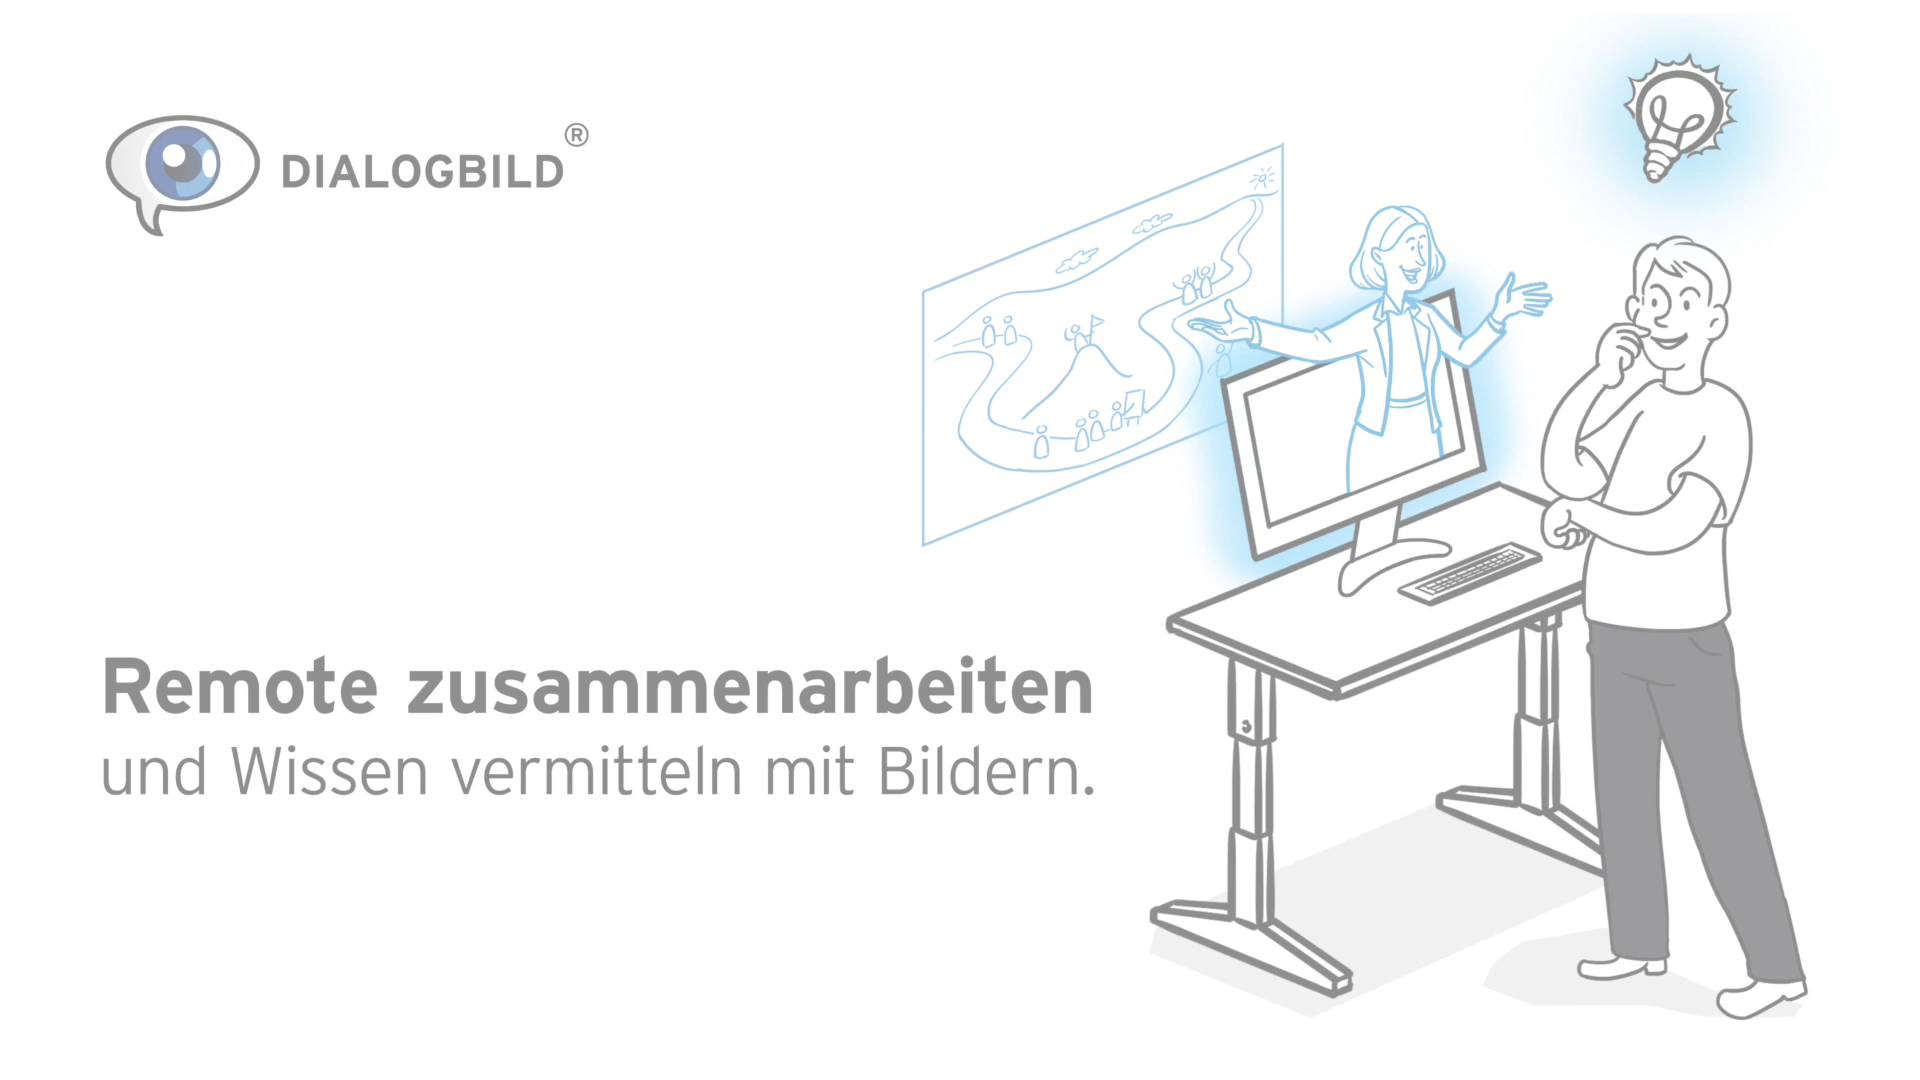 DIALOGBILD®
Remote zusammenarbeiten
und Wissen vermitteln mit Bildern.